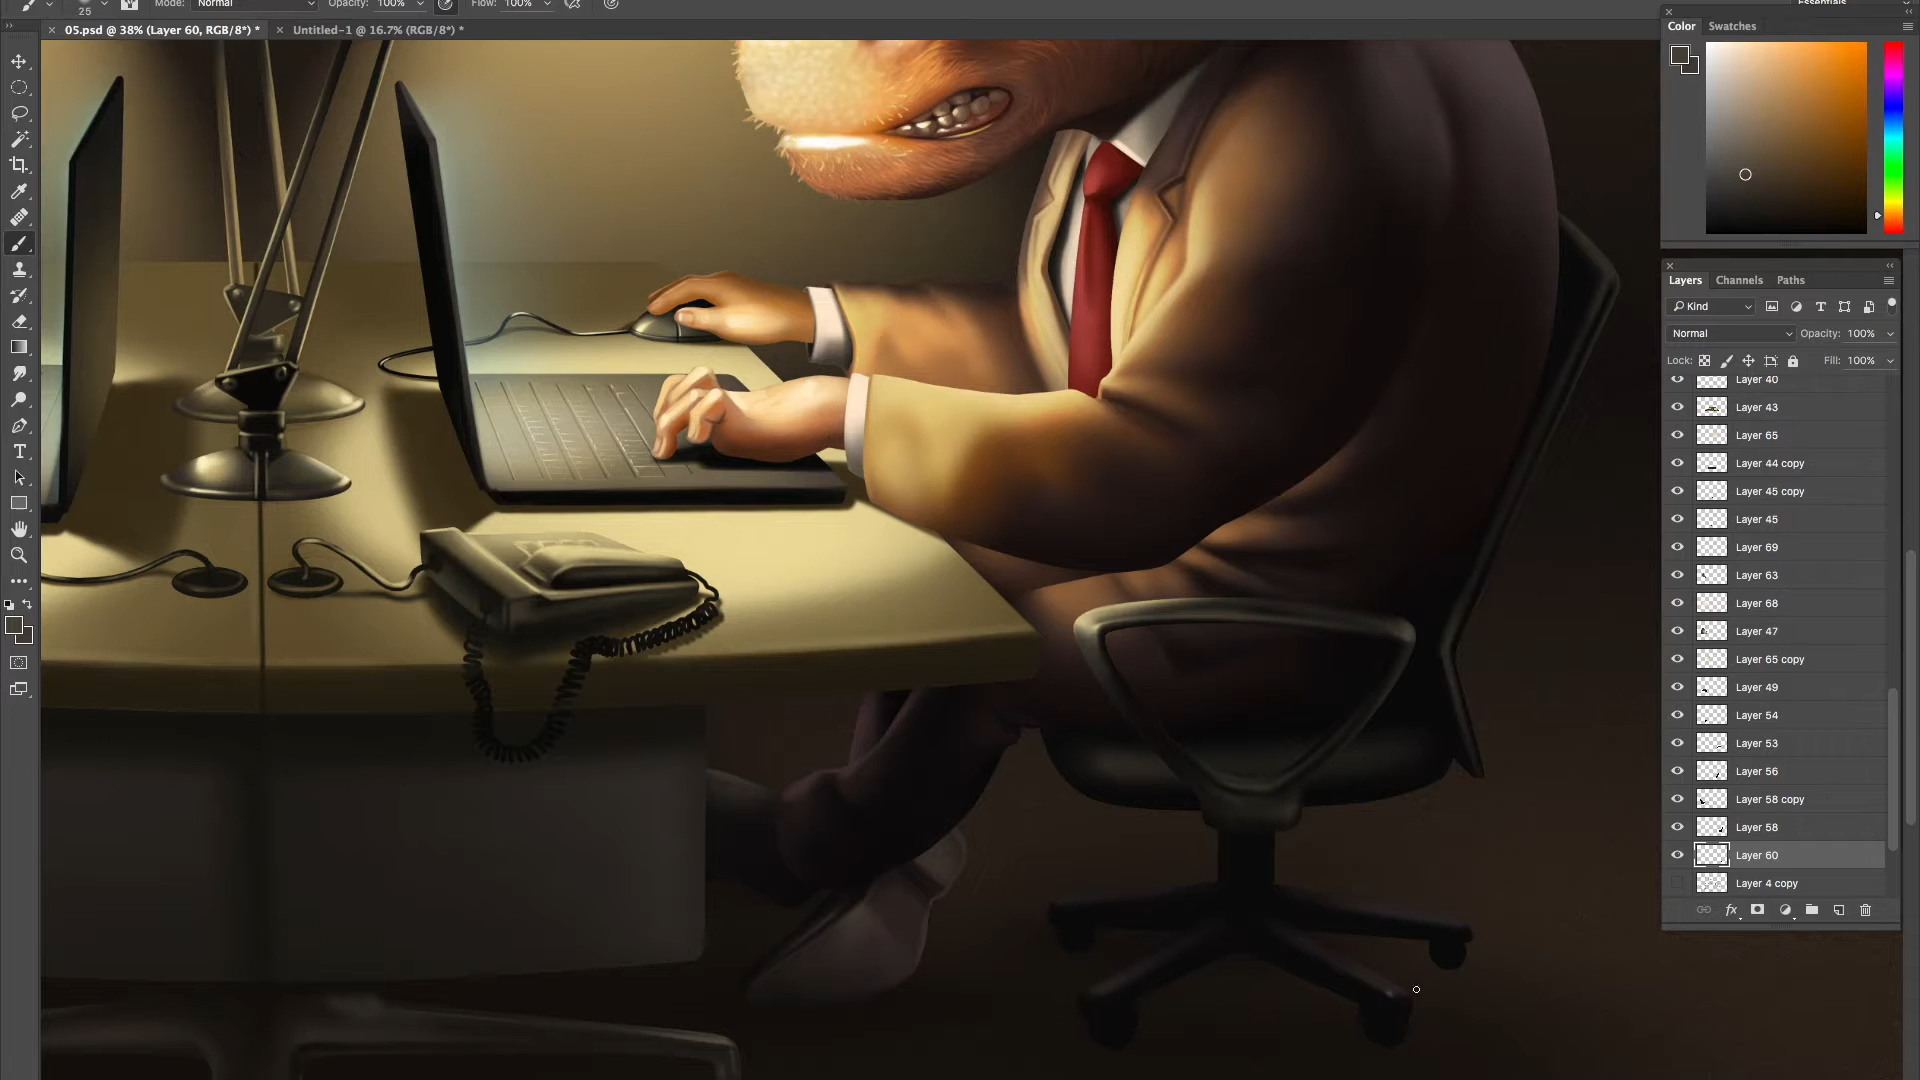 Essentials
25
Mode: Normal
Opacity: 100%
Flow: 100%
05.psd @ 38% (Layer 60, RGB/8*) *
Untitled-1 @ 16.7% (RGB/8*) *
Color
Swatches
Layers
Channels
Paths
Kind
Normal
Opacity: 100%
Lock:
Fill: 100%
Layer 40
Layer 43
Layer 65
Layer 44 copy
Layer 45 copy
Layer 45
Layer 69
Layer 63
Layer 68
Layer 47
Layer 65 copy
Layer 49
Layer 54
Layer 53
Layer 56
Layer 58 copy
Layer 58
Layer 60
Layer 4 copy
fx